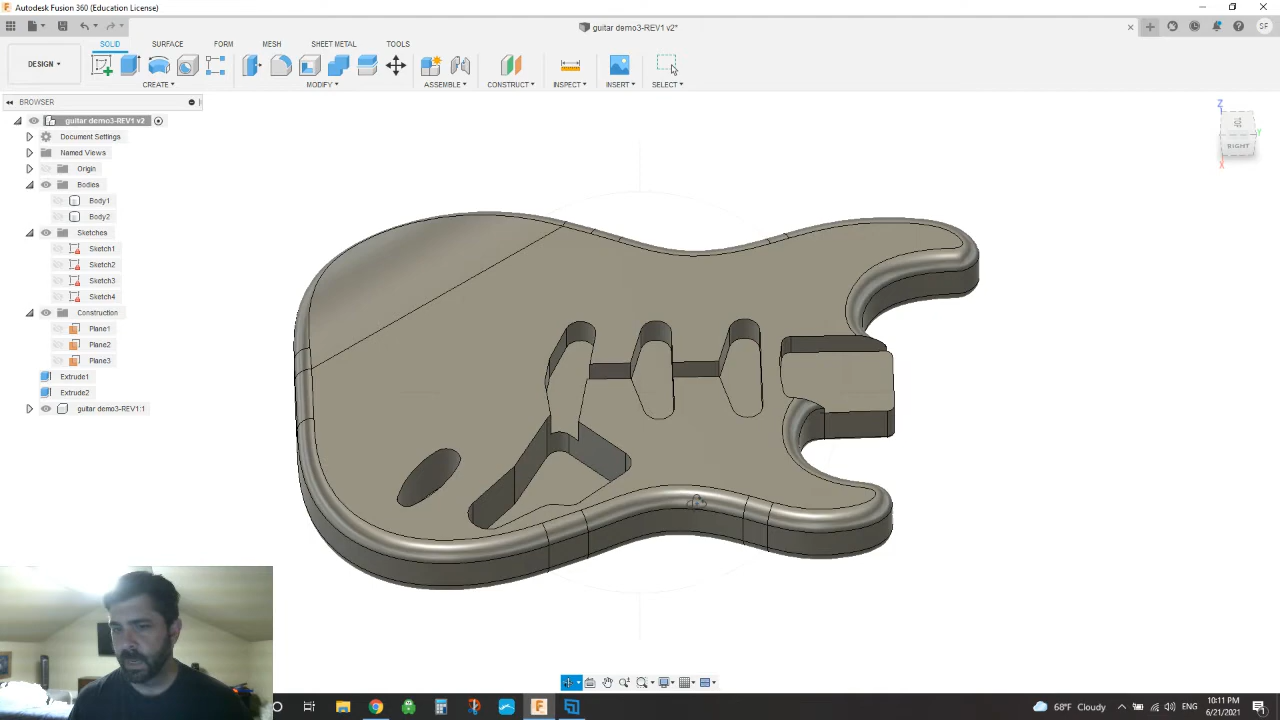 Autodesk Fusion 360 (Education License)
guitar demo3-REV1 v2*
SF
DESIGN
SOLID SURFACE FORM MESH SHEET METAL TOOLS
CREATE MODIFY ASSEMBLE CONSTRUCT INSPECT INSERT SELECT
BROWSER
guitar demo3-REV1 v2
Document Settings
Named Views
Origin
Bodies
Body1
Body2
Sketches
Sketch1
Sketch2
Sketch3
Sketch4
Construction
Plane1
Plane2
Plane3
Extrude1
Extrude2
guitar demo3-REV1:1
Z
TOP
Y
RIGHT
X
68°F Cloudy
ENG
10:11 PM
6/21/2021